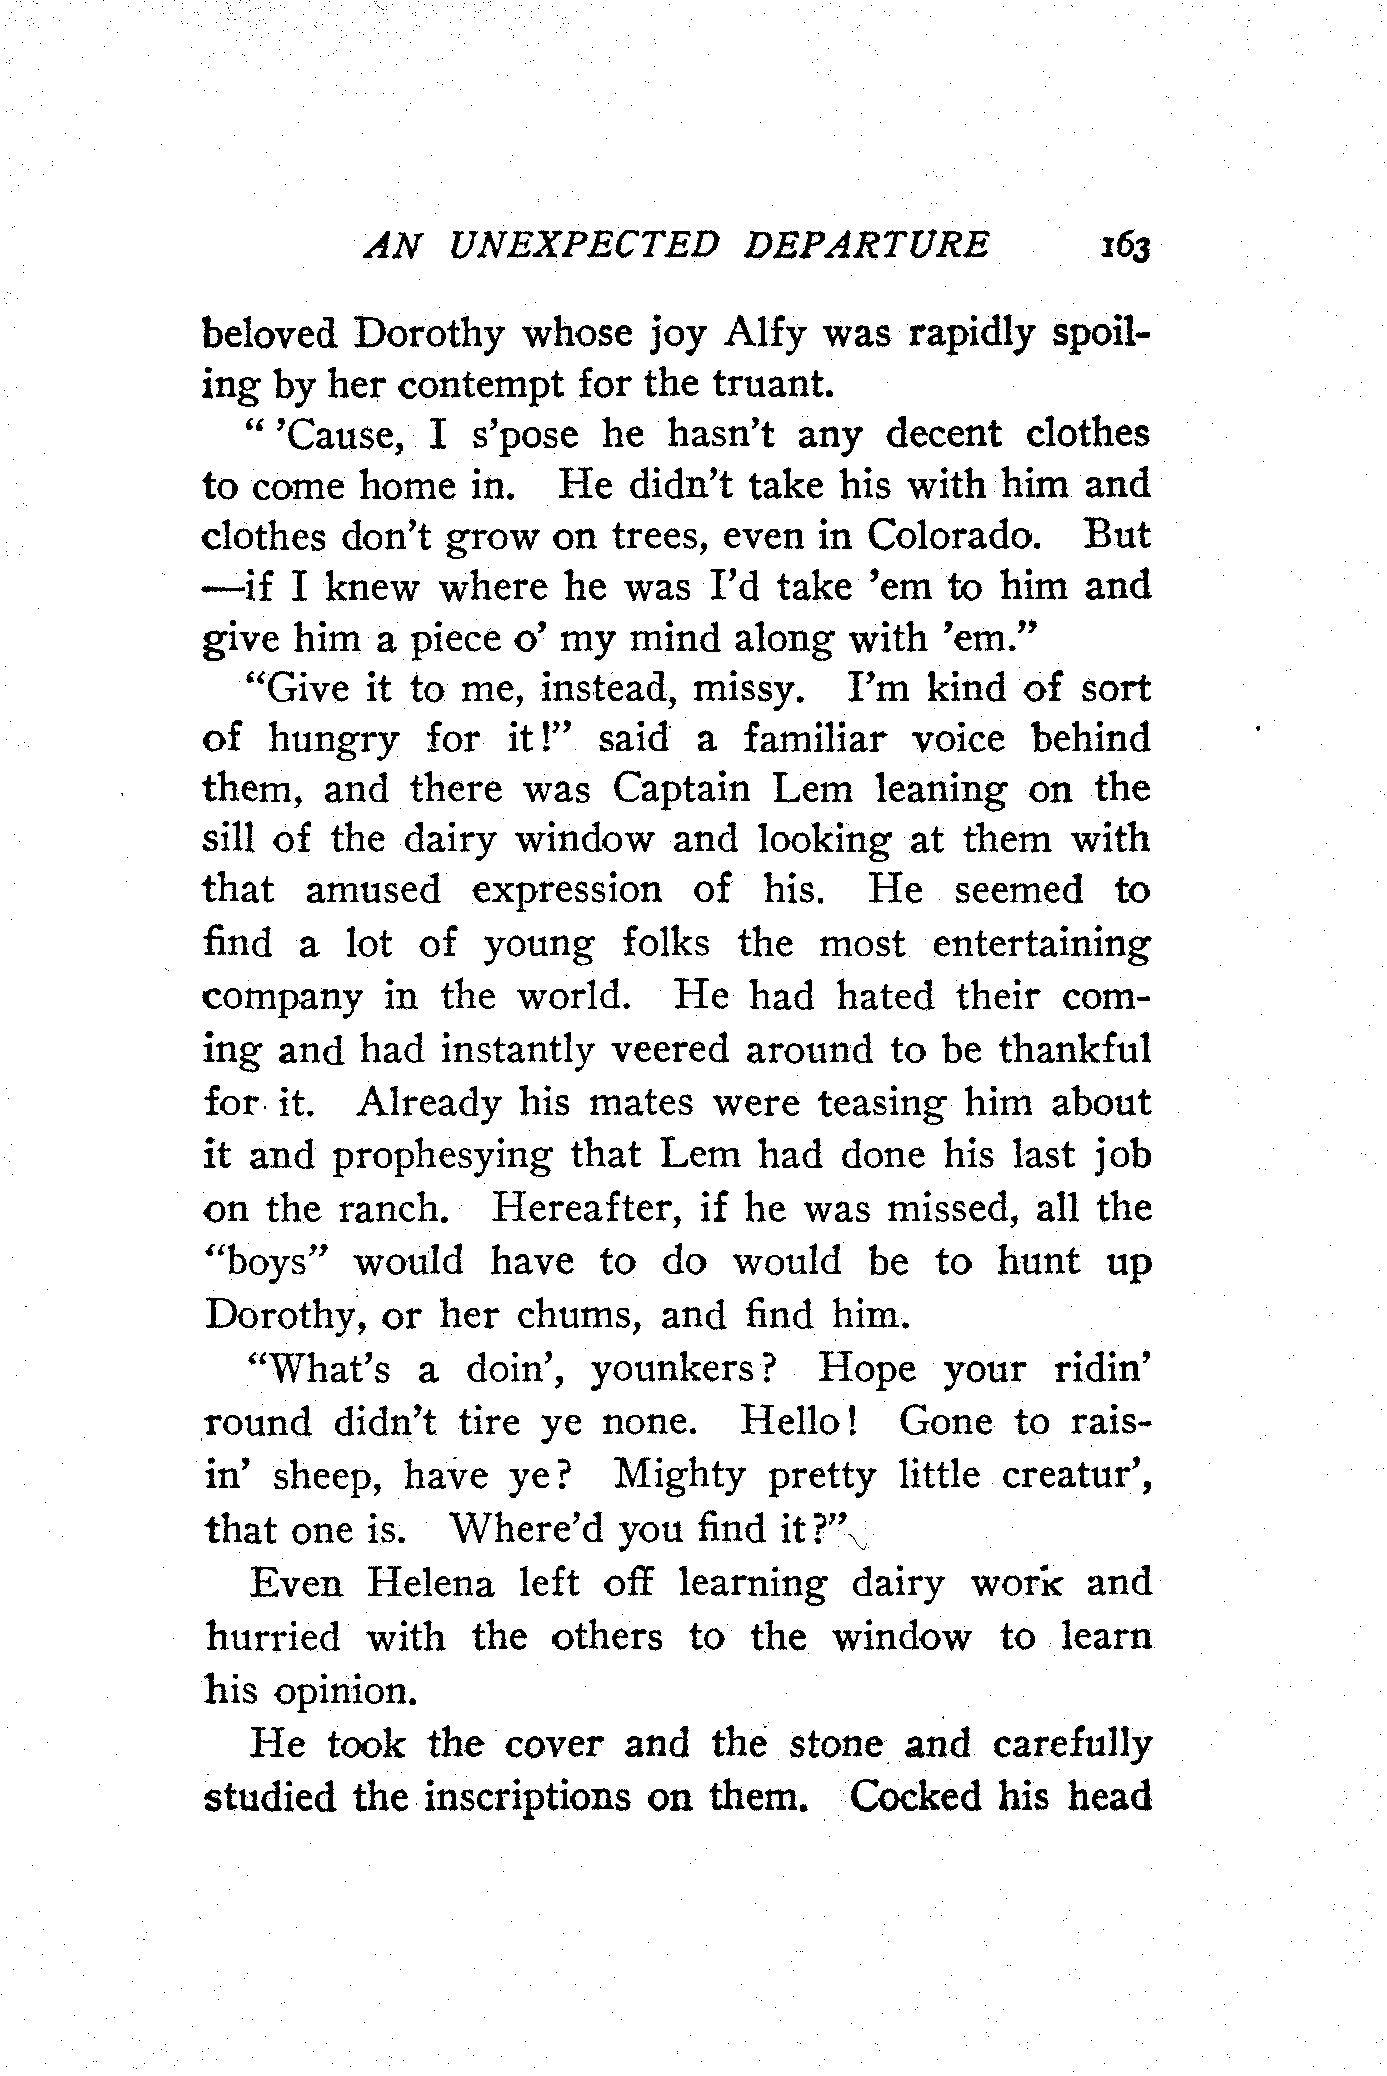 AN UNEXPECTED DEPARTURE 163
beloved Dorothy whose joy Alfy was rapidly spoil-
ing by her contempt for the truant.
“ ’Cause, I s’pose he hasn’t any decent clothes
to come home in. He didn’t take his with him and
clothes don’t grow on trees, even in Colorado. But
—if I knew where he was I’d take ’em to him and
give him a piece o’ my mind along with ’em.”
“Give it to me, instead, missy. I’m kind of sort
of hungry for it!” said a familiar voice behind
them, and there was Captain Lem leaning on the
sill of the dairy window and looking at them with
that amused expression of his. He seemed to
find a lot of young folks the most entertaining
company in the world. He had hated their com-
ing and had instantly veered around to be thankful
for it. Already his mates were teasing him about
it and prophesying that Lem had done his last job
on the ranch. Hereafter, if he was missed, all the
“boys” would have to do would be to hunt up
Dorothy, or her chums, and find him.
“What’s a doin’, younkers? Hope your ridin’
round didn’t tire ye none. Hello! Gone to rais-
in’ sheep, have ye? Mighty pretty little creatur’,
that one is. Where’d you find it?”
Even Helena left off learning dairy work and
hurried with the others to the window to learn
his opinion.
He took the cover and the stone and carefully
studied the inscriptions on them. Cocked his head